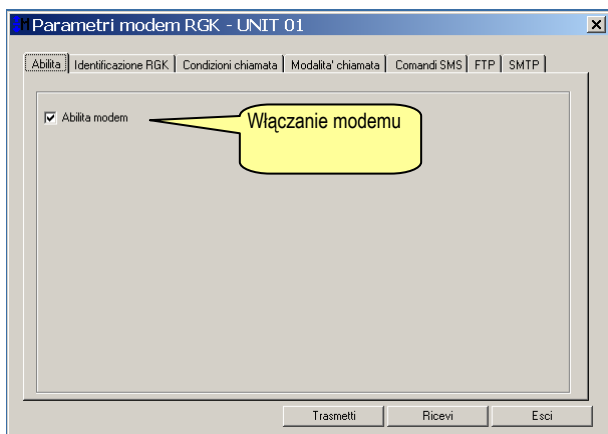 Parametri modem RGK - UNIT 01
Abilita Identificazione RGK Condizioni chiamata Modalita' chiamata Comandi SMS FTP SMTP
Abilita modem
Włączanie modemu
Trasmetti Ricevi Esci